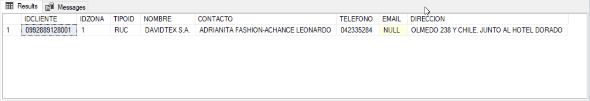 Results Messages
IDCLIENTE IDZONA TIPOID NOMBRE CONTACTO TELEFONO EMAIL DIRECCION
1 0992889128001 1 RUC DAVIDTEX S.A. ADRIANITA FASHION-ACHANCE LEONARDO 042335284 NULL OLMEDO 238 Y CHILE. JUNTO AL HOTEL DORADO